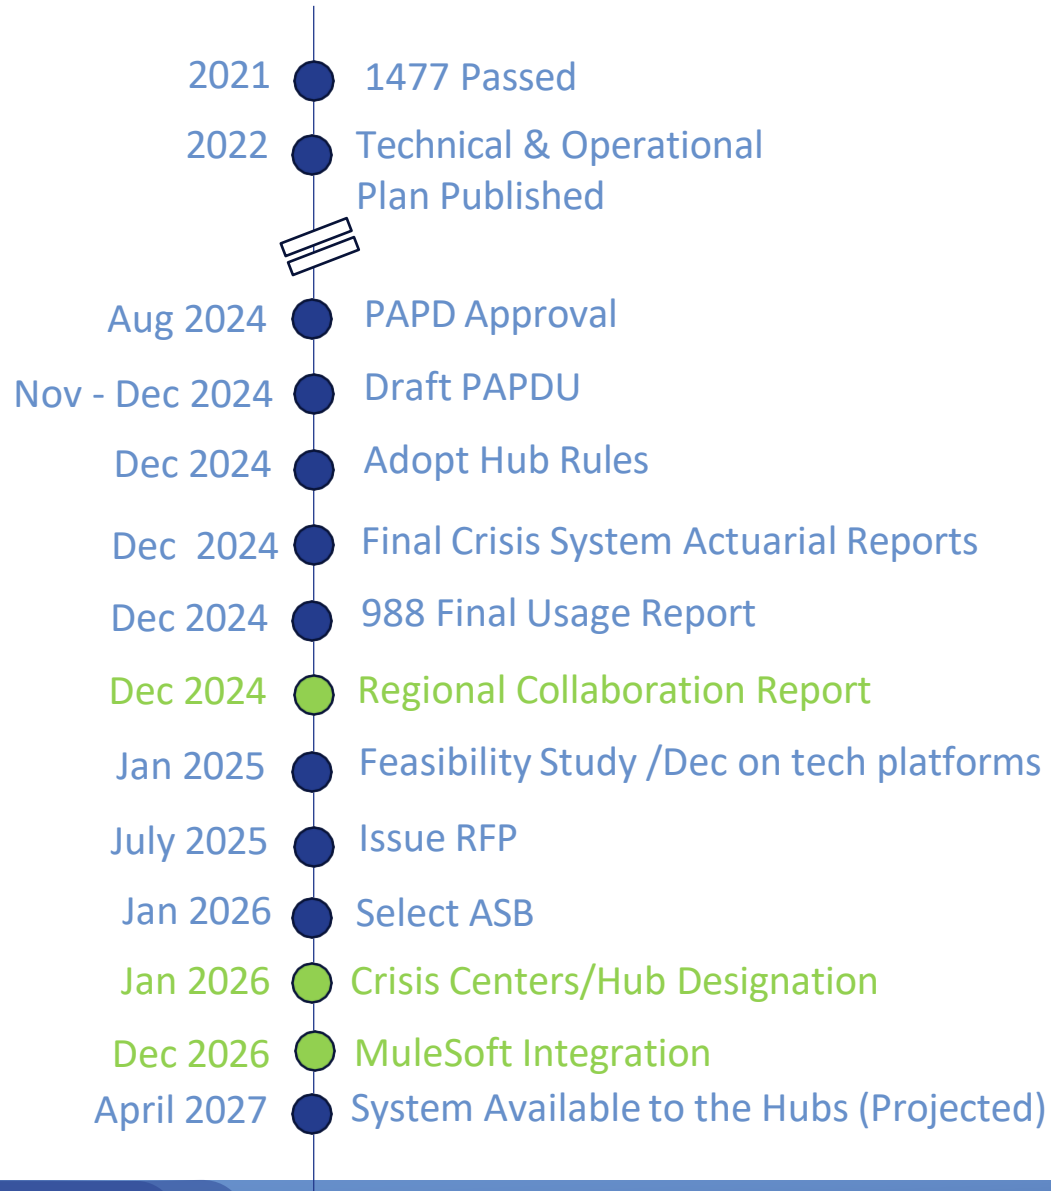 2021 1477 Passed
2022 Technical & Operational
Plan Published
Aug 2024 PAPD Approval
Nov - Dec 2024 Draft PAPDU
Dec 2024 Adopt Hub Rules
Dec  2024 Final Crisis System Actuarial Reports
Dec 2024 988 Final Usage Report
Dec 2024 Regional Collaboration Report
Jan 2025 Feasibility Study /Dec on tech platforms
July 2025 Issue RFP
Jan 2026 Select ASB
Jan 2026 Crisis Centers/Hub Designation
Dec 2026 MuleSoft Integration
April 2027 System Available to the Hubs (Projected)